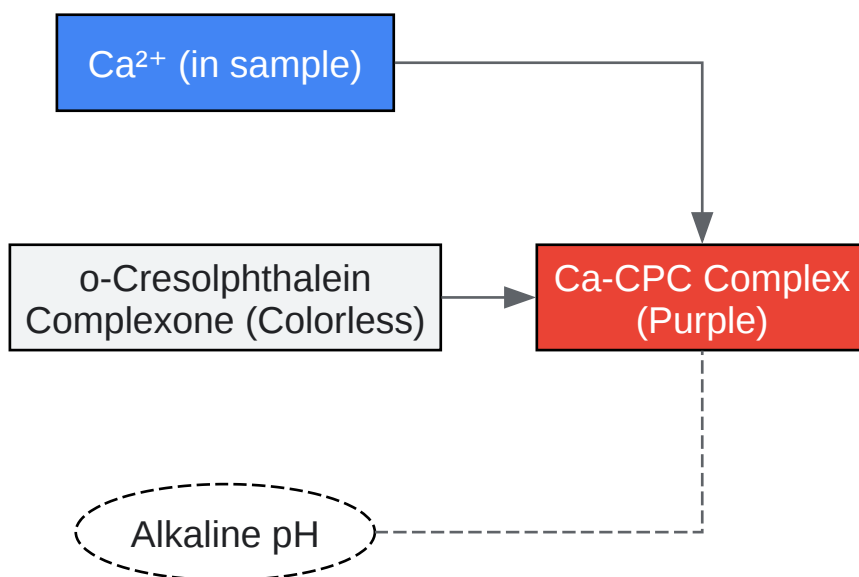 Ca²⁺ (in sample)
o-Cresolphthalein
Complexone (Colorless)
Ca-CPC Complex
(Purple)
Alkaline pH